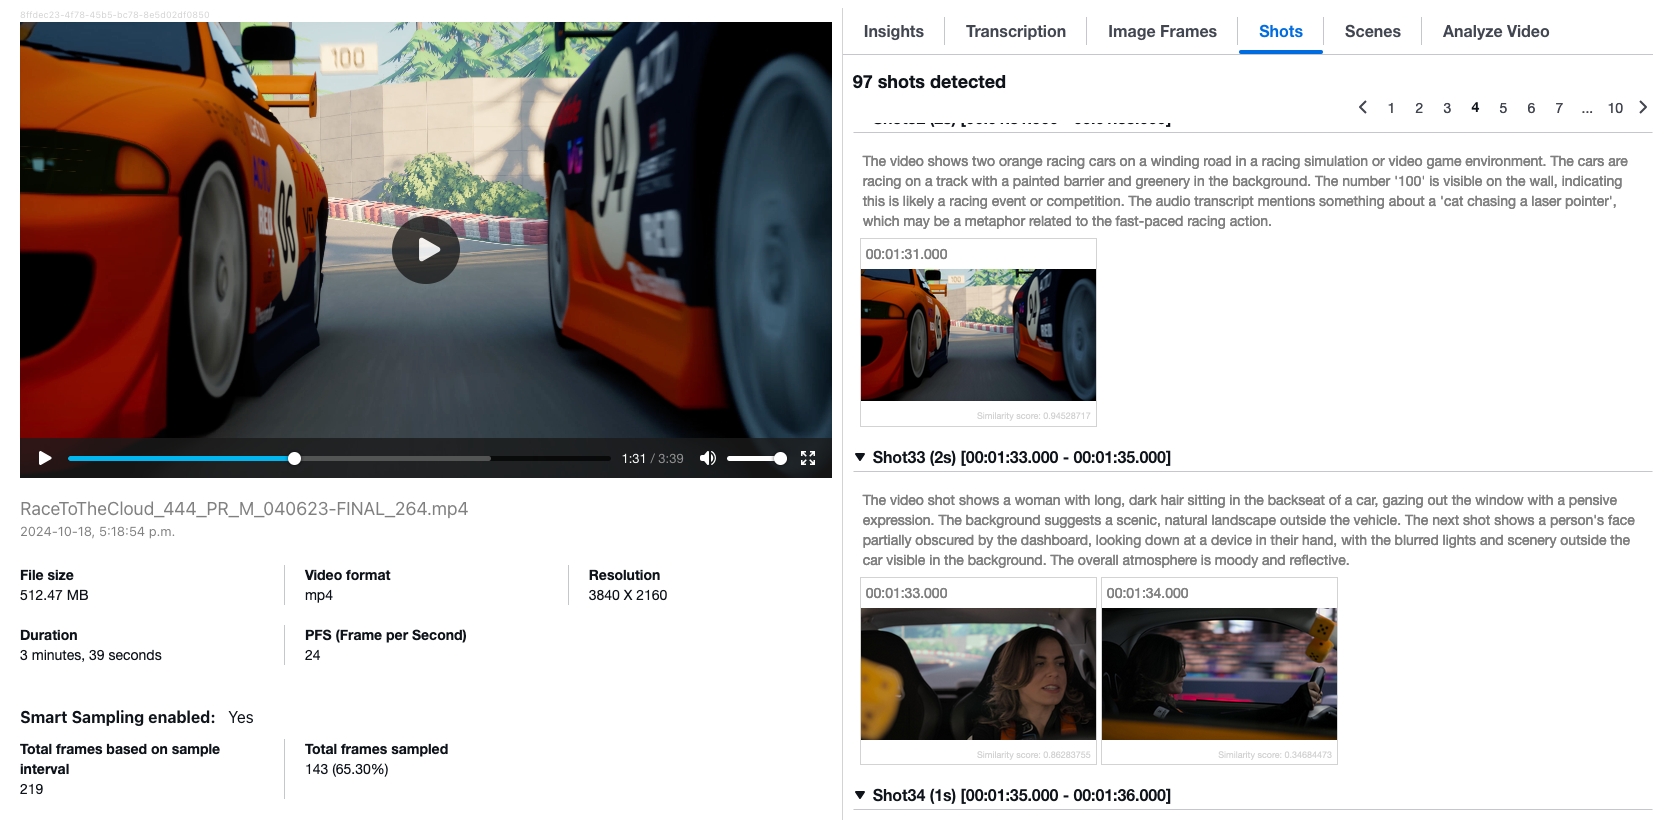 8ffdec23-4f78-45b5-bc78-8e5d02df0850
100
AUTO
06
RED
VG
94
1:31 / 3:39
RaceToTheCloud_444_PR_M_040623-FINAL_264.mp4
2024-10-18, 5:18:54 p.m.
File size
512.47 MB
Video format
mp4
Resolution
3840 X 2160
Duration
3 minutes, 39 seconds
PFS (Frame per Second)
24
Smart Sampling enabled: Yes
Total frames based on sample
interval
219
Total frames sampled
143 (65.30%)
Insights
Transcription
Image Frames
Shots
Scenes
Analyze Video
97 shots detected
1 2 3 4 5 6 7 ... 10
The video shows two orange racing cars on a winding road in a racing simulation or video game environment. The cars are
racing on a track with a painted barrier and greenery in the background. The number '100' is visible on the wall, indicating
this is likely a racing event or competition. The audio transcript mentions something about a 'cat chasing a laser pointer',
which may be a metaphor related to the fast-paced racing action.
00:01:31.000
Similarity score: 0.94528717
Shot33 (2s) [00:01:33.000 - 00:01:35.000]
The video shot shows a woman with long, dark hair sitting in the backseat of a car, gazing out the window with a pensive
expression. The background suggests a scenic, natural landscape outside the vehicle. The next shot shows a person's face
partially obscured by the dashboard, looking down at a device in their hand, with the blurred lights and scenery outside the
car visible in the background. The overall atmosphere is moody and reflective.
00:01:33.000
Similarity score: 0.86283755
00:01:34.000
Similarity score: 0.34684473
Shot34 (1s) [00:01:35.000 - 00:01:36.000]